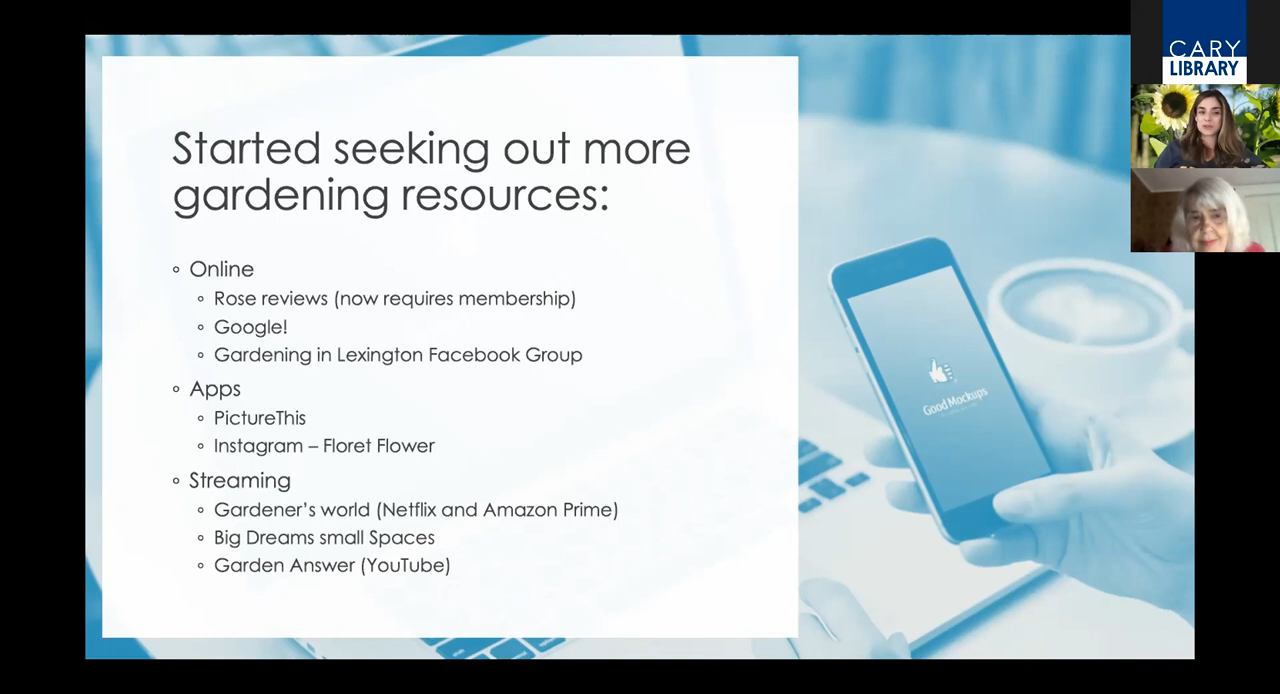 Started seeking out more
gardening resources:
Online
Rose reviews (now requires membership)
Google!
Gardening in Lexington Facebook Group
Apps
PictureThis
Instagram – Floret Flower
Streaming
Gardener's world (Netflix and Amazon Prime)
Big Dreams small Spaces
Garden Answer (YouTube)
Good Mockups
CARY
LIBRARY